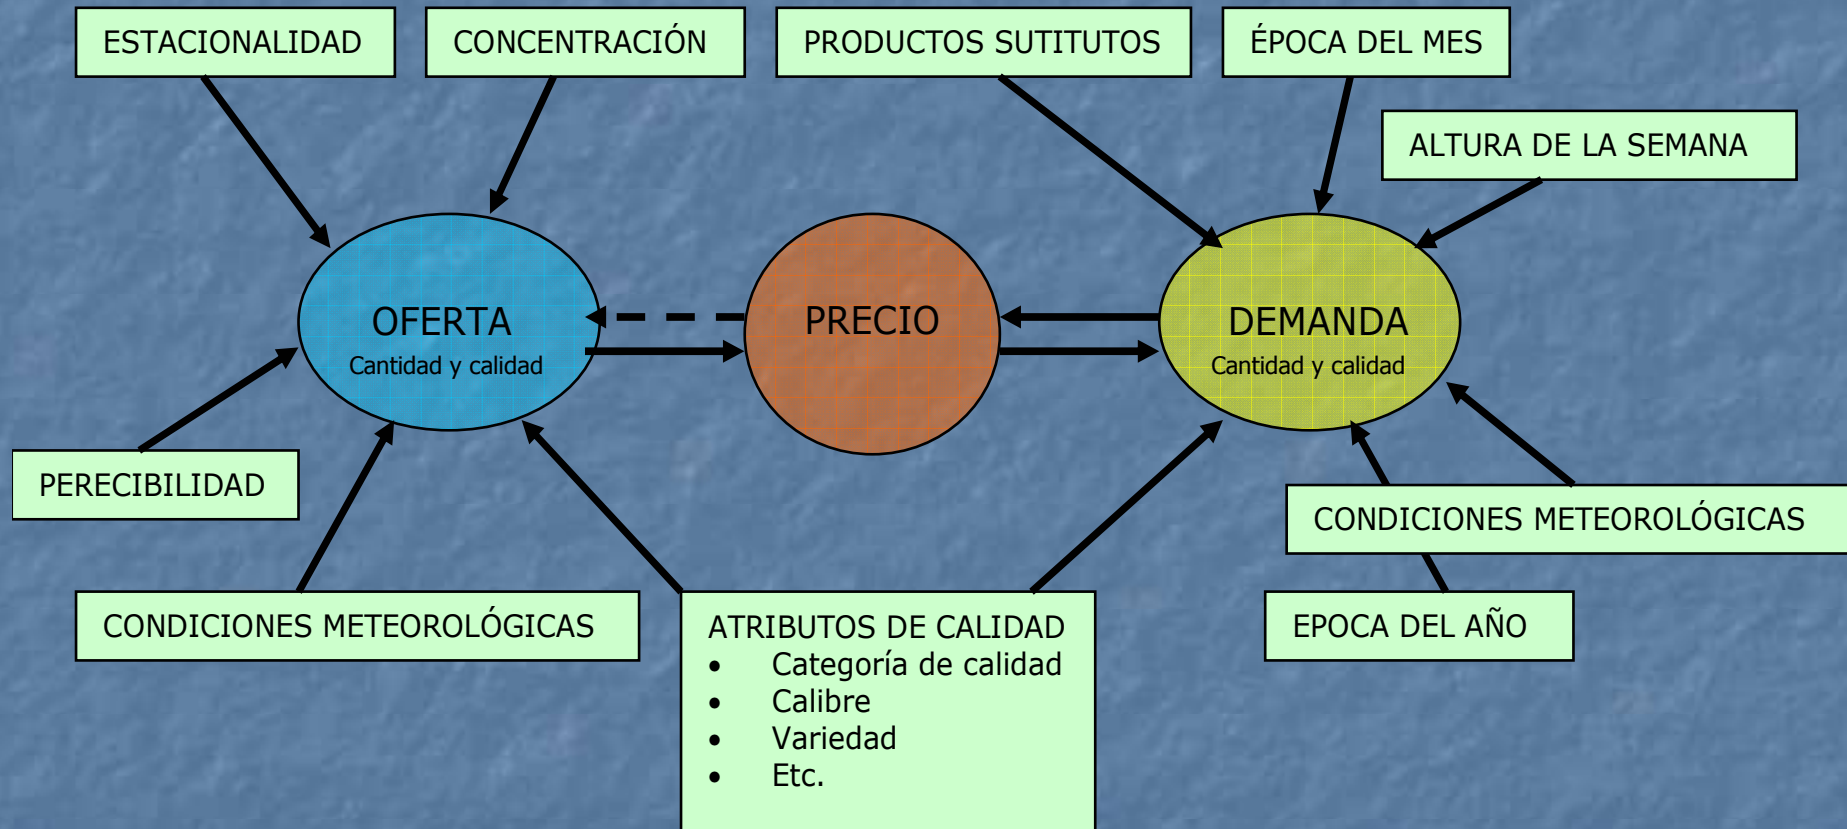 ESTACIONALIDAD
CONCENTRACIÓN
PRODUCTOS SUTITUTOS
ÉPOCA DEL MES
ALTURA DE LA SEMANA
OFERTA
Cantidad y calidad
PRECIO
DEMANDA
Cantidad y calidad
PERECIBILIDAD
CONDICIONES METEOROLÓGICAS
CONDICIONES METEOROLÓGICAS
ATRIBUTOS DE CALIDAD
• Categoría de calidad
• Calibre
• Variedad
• Etc.
EPOCA DEL AÑO